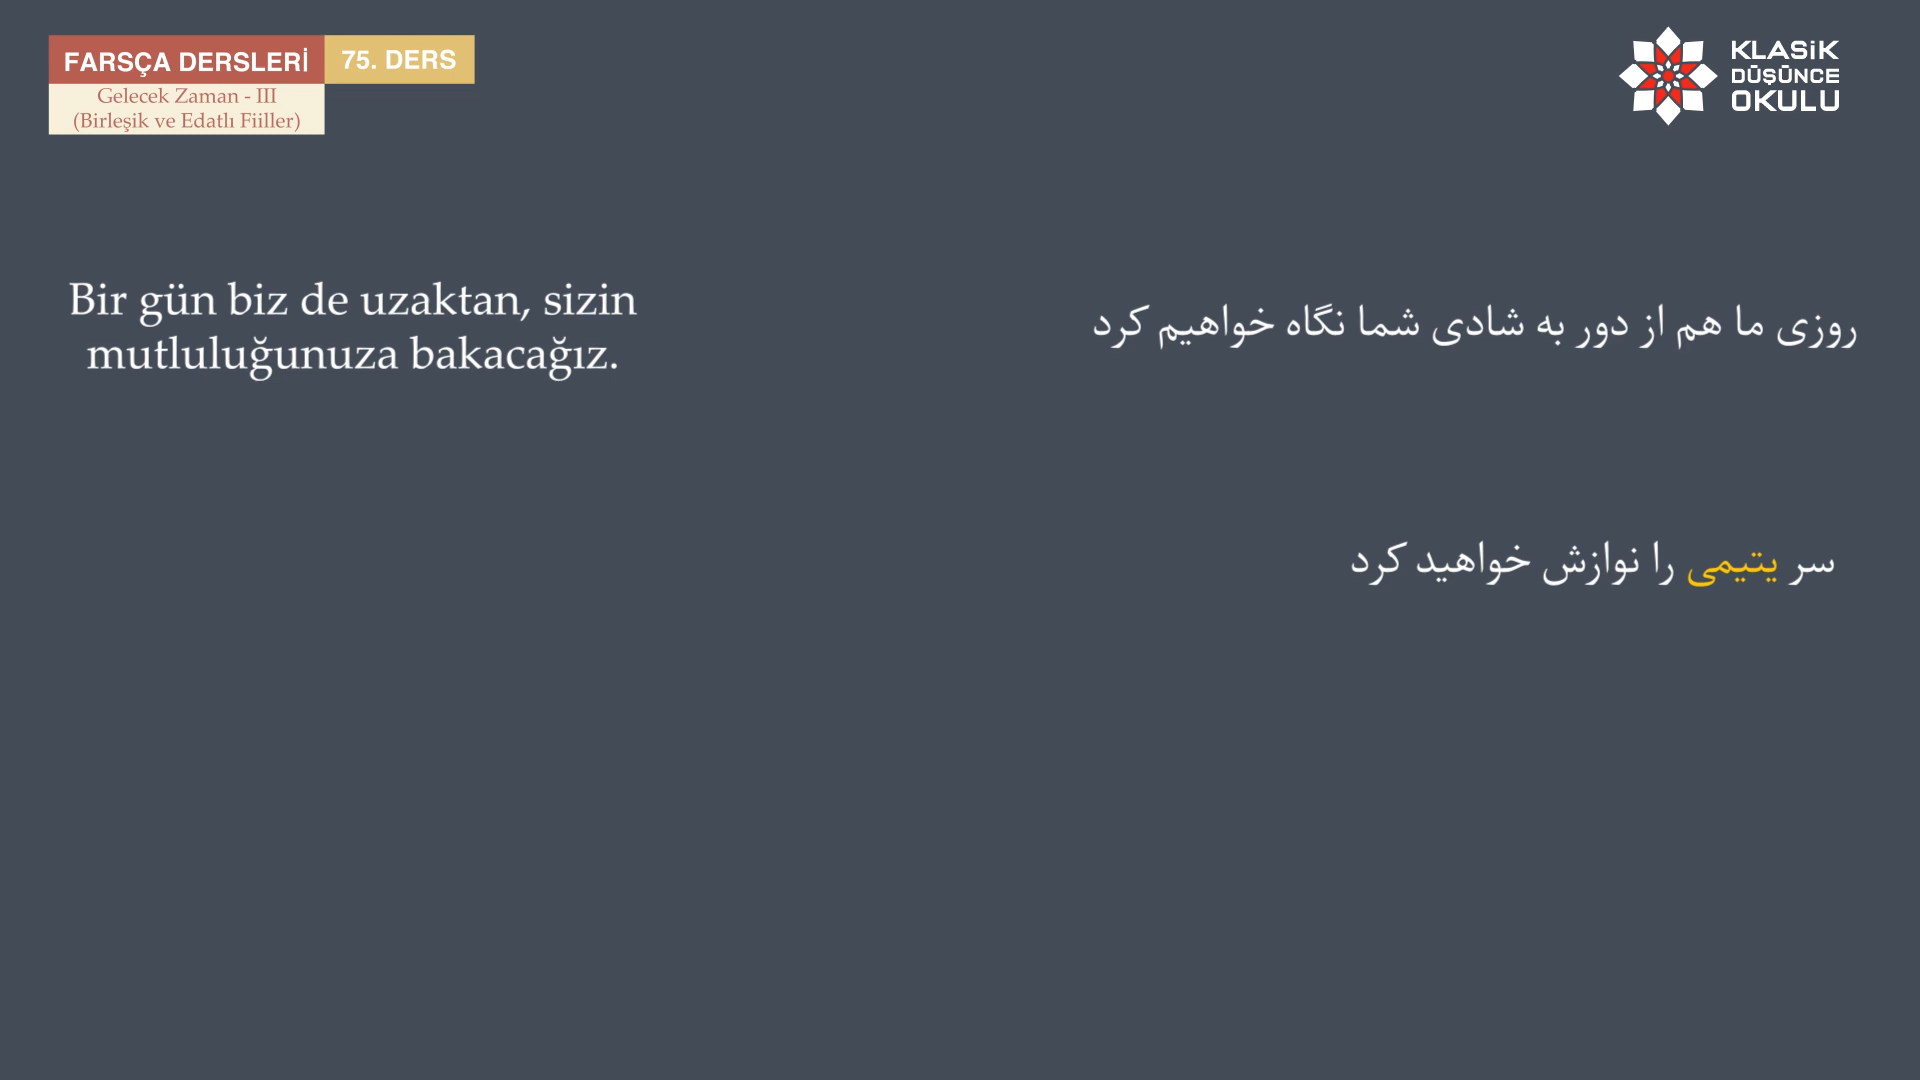 FARSÇA DERSLERİ 75. DERS
Gelecek Zaman - III
(Birleşik ve Edatlı Fiiller)
KLASiK
DÜŞÜNCE
OKULU
Bir gün biz de uzaktan, sizin
mutluluğunuza bakacağız.
روزی ما هم از دور به شادی شما نگاه خواهیم کرد
سر یتیمی را نوازش خواهید کرد